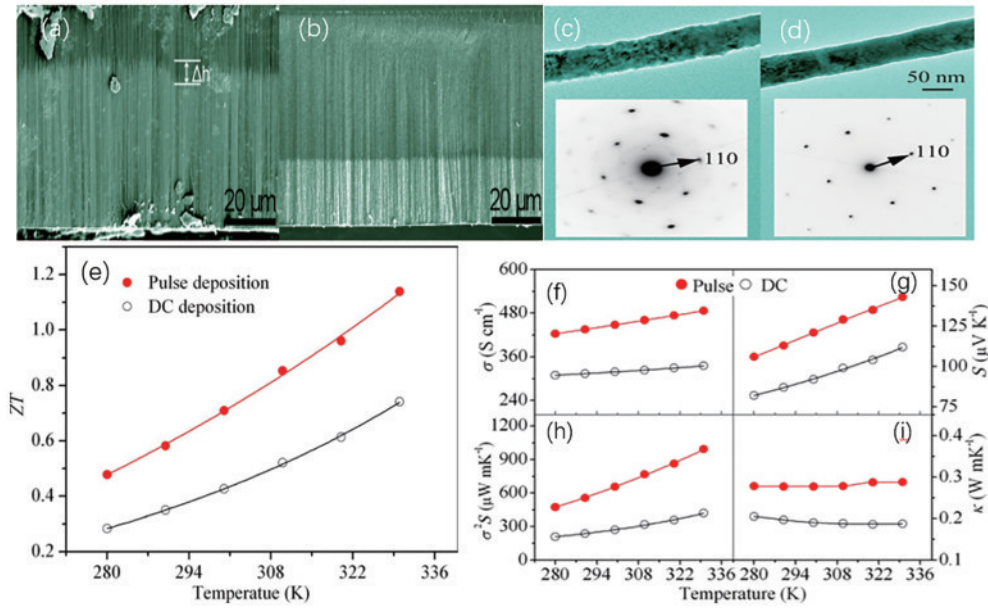 (a)
Δh
20 μm
(b)
20 μm
(c)
110
(d)
50 nm
110
(e)
Pulse deposition
DC deposition
ZT
1.2
1.0
0.8
0.6
0.4
0.2
280 294 308 322 336
Temperatue (K)
(f)
Pulse DC
(g)
σ (S cm⁻¹)
600
480
360
240
S (μV K⁻¹)
150
125
100
75
(h)
(i)
σ²S (μW mK⁻¹)
1200
900
600
300
0
κ (W mK⁻¹)
0.4
0.3
0.2
0.1
280 294 308 322 336 280 294 308 322 336
Temperature (K)